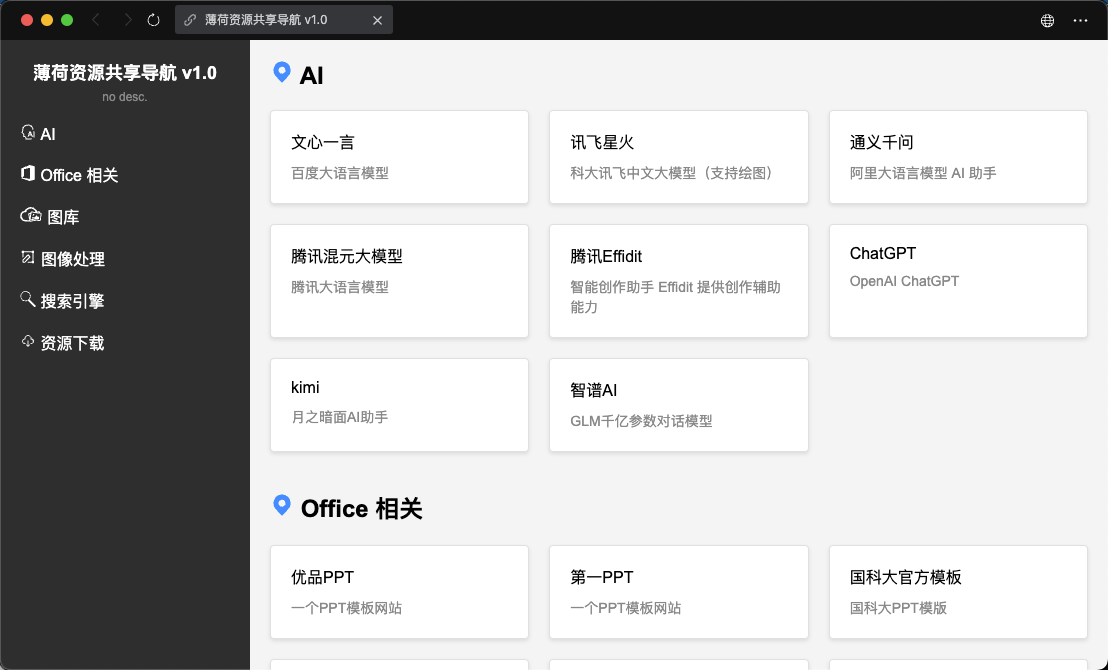 薄荷资源共享导航 v1.0
薄荷资源共享导航 v1.0
no desc.
AI
Office 相关
图库
图像处理
搜索引擎
资源下载
AI
文心一言
百度大语言模型
讯飞星火
科大讯飞中文大模型（支持绘图）
通义千问
阿里大语言模型 AI 助手
腾讯混元大模型
腾讯大语言模型
腾讯Effidit
智能创作助手 Effidit 提供创作辅助
能力
ChatGPT
OpenAI ChatGPT
kimi
月之暗面AI助手
智谱AI
GLM千亿参数对话模型
Office 相关
优品PPT
一个PPT模板网站
第一PPT
一个PPT模板网站
国科大官方模板
国科大PPT模版